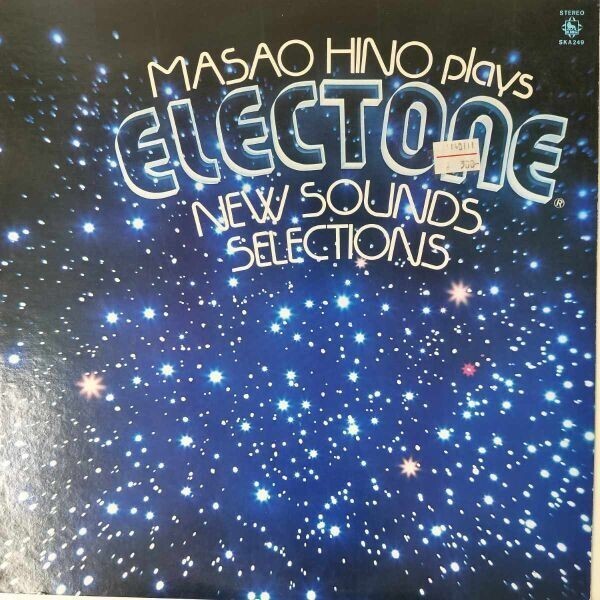 STEREO
SKA249
MASAO HINO plays
ELECTONE®
NEW SOUNDS
SELECTIONS